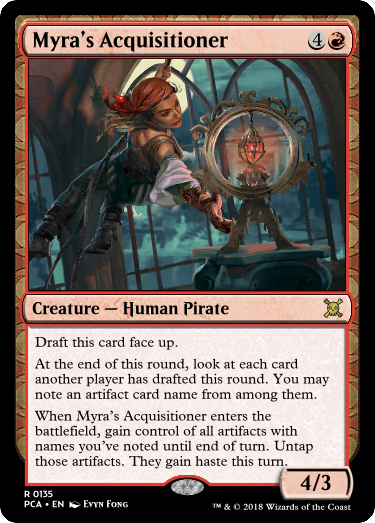 Myra's Acquisitioner 4
Creature — Human Pirate
Draft this card face up.
At the end of this round, look at each card
another player has drafted this round. You may
note an artifact card name from among them.
When Myra's Acquisitioner enters the
battlefield, gain control of all artifacts with
names you've noted until end of turn. Untap
those artifacts. They gain haste this turn.
4/3
R 0135
PCA • EN Evyn Fong
™ & © 2018 Wizards of the Coast